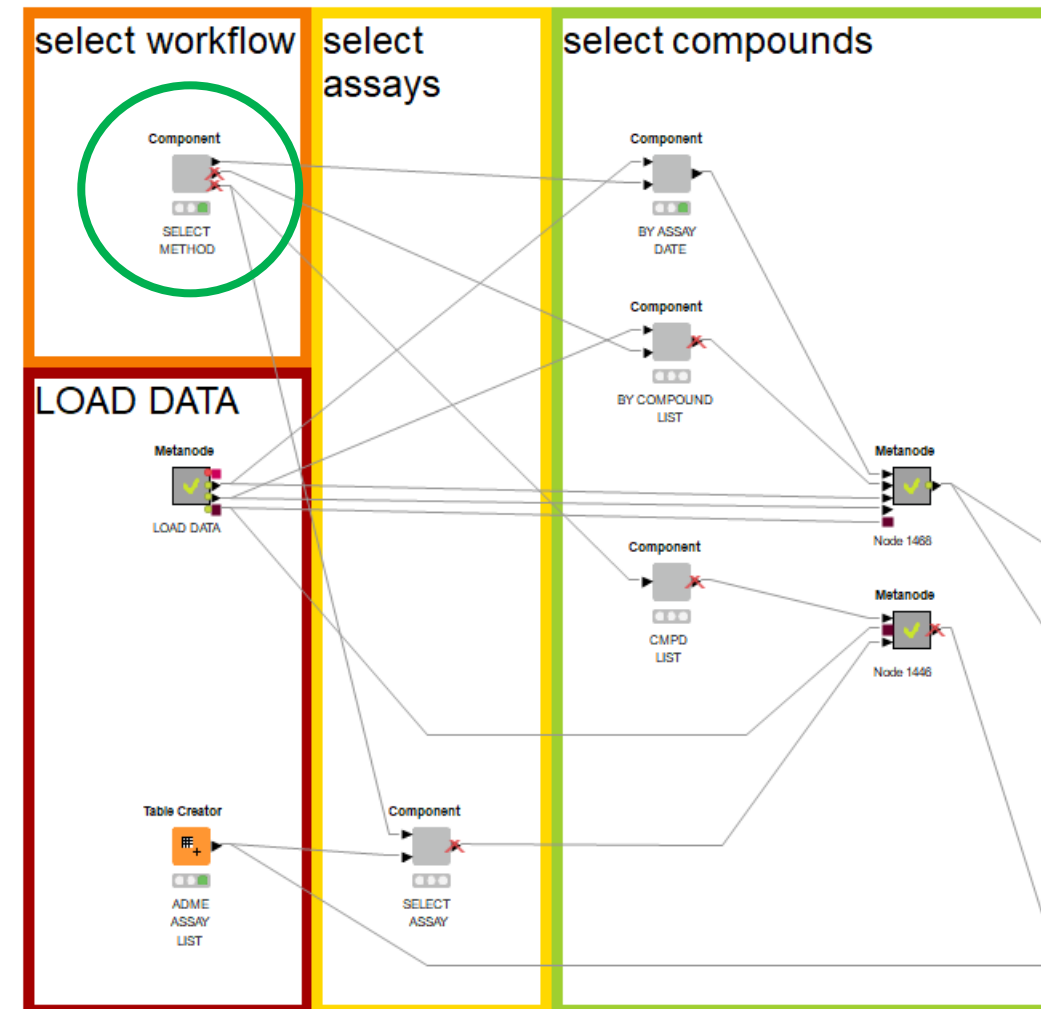 select workflow
select
assays
select compounds
Component
SELECT
METHOD
Component
BY ASSAY
DATE
Component
BY COMPOUND
LIST
LOAD DATA
Metanode
LOAD DATA
Metanode
Node 1468
Component
CMPD
LIST
Metanode
Node 1446
Table Creator
ADME
ASSAY
LIST
Component
SELECT
ASSAY